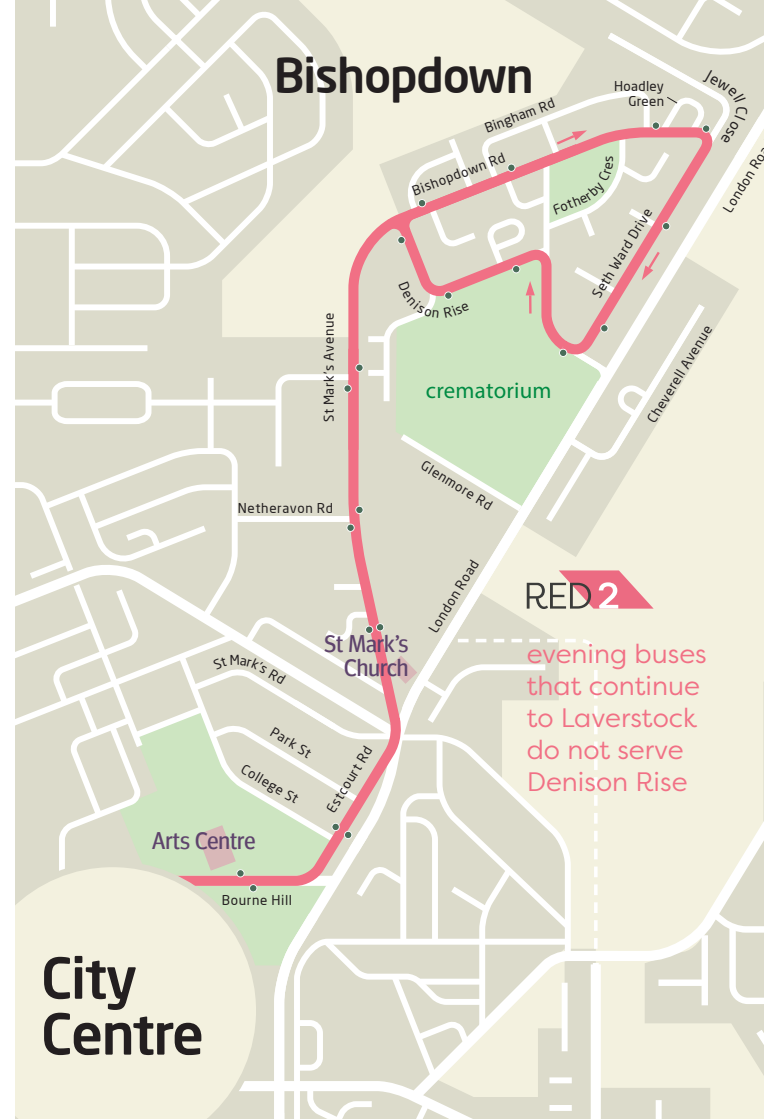 Bishopdown
Hoadley
Green
Jewell Close
Bingham Rd
Bishopdown Rd
Fotherby Cres
London Roa
Seth Ward Drive
Denison Rise
St Mark's Avenue
Cheverell Avenue
crematorium
Glenmore Rd
Netheravon Rd
London Road
RED 2
evening buses
that continue
to Laverstock
do not serve
Denison Rise
St Mark's
Church
St Mark's Rd
Park St
College St
Estcourt Rd
Arts Centre
Bourne Hill
City
Centre